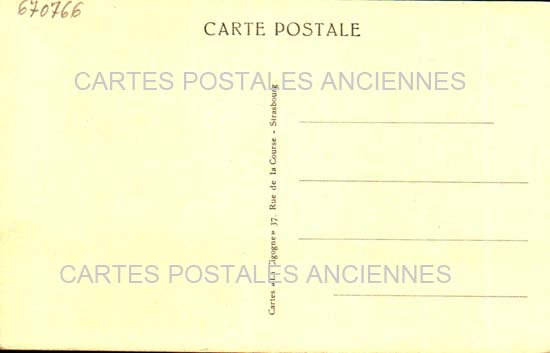 670766
CARTE POSTALE
CARTES POSTALES ANCIENNES
Cartes «La Cigogne» 37, Rue de la Course - Strasbourg
CARTES POSTALES ANCIENNES